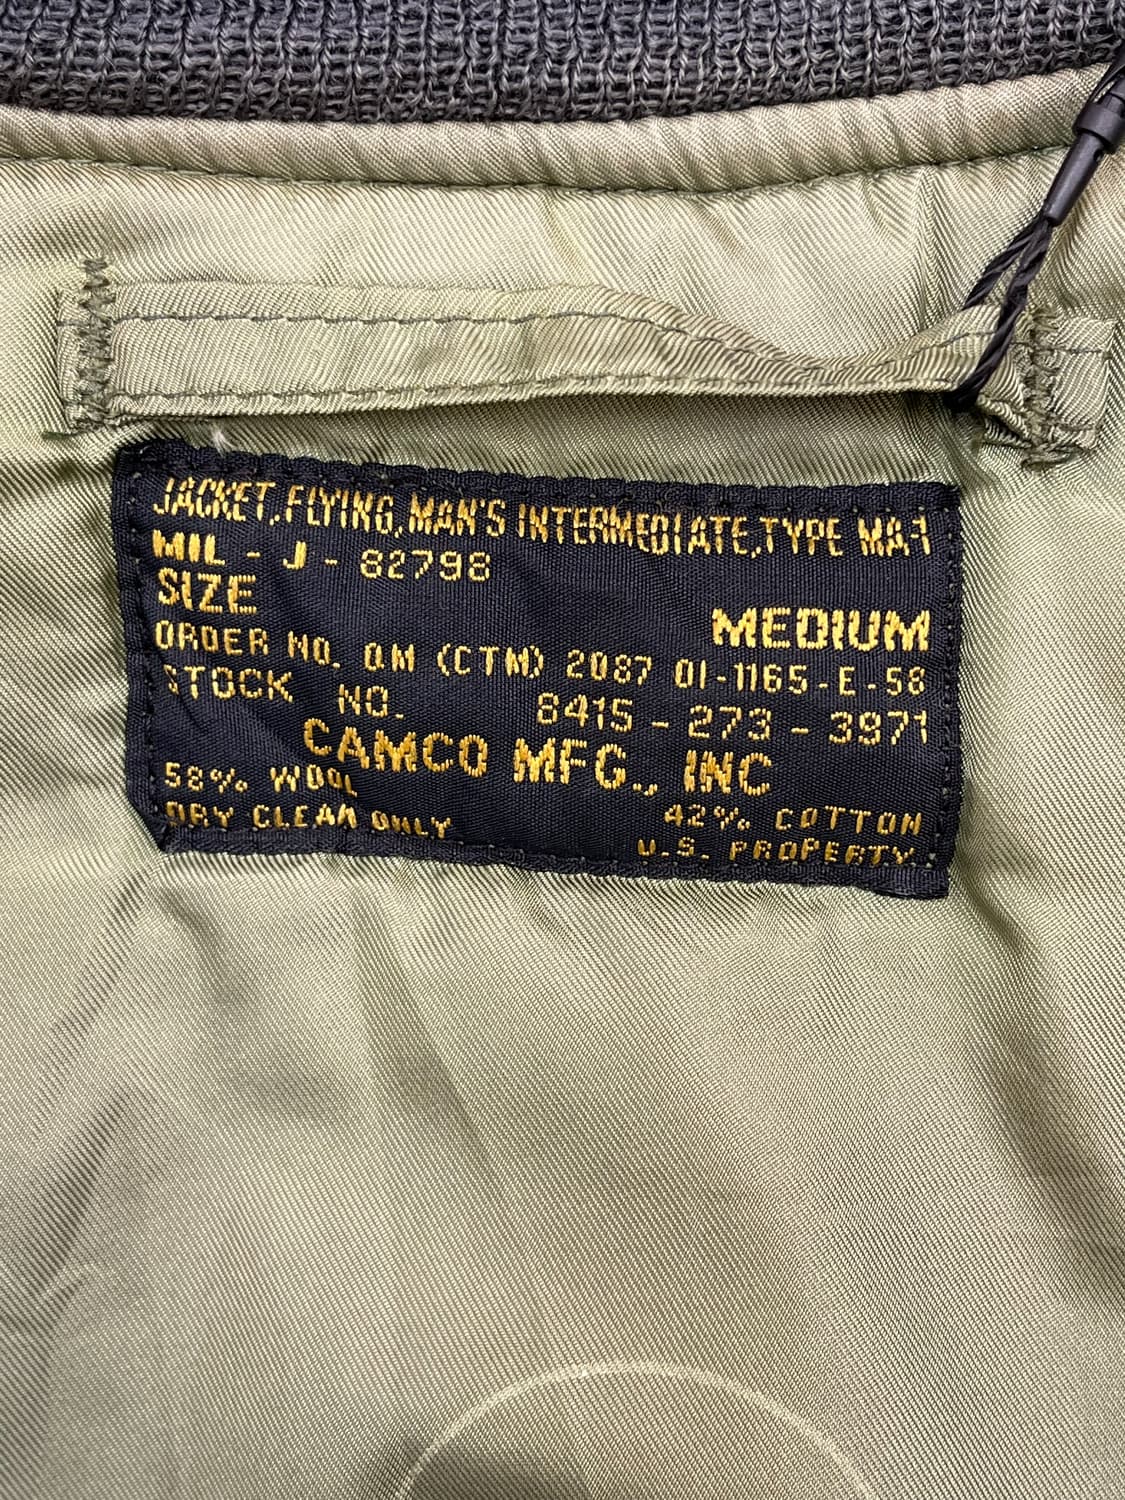 JACKET, FLYING, MAN'S INTERMEDIATE, TYPE MA-1
MIL - J - 82798
SIZE MEDIUM
ORDER NO. QM (CTM) 2087 OI-1165-E-58
STOCK NO. 8415 - 273 - 3971
CAMCO MFG., INC
58% WOOL 42% COTTON
DRY CLEAN ONLY U.S. PROPERTY